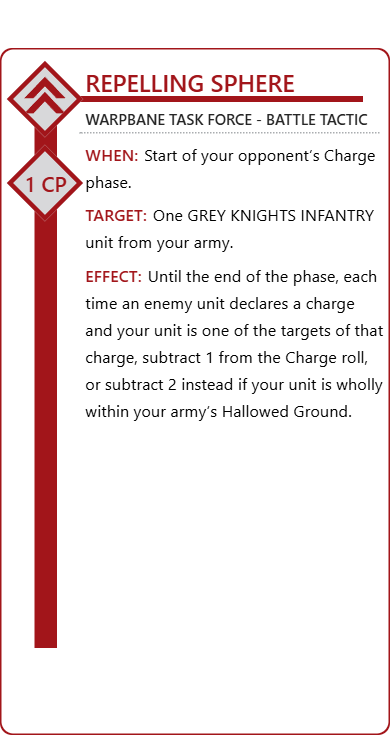 REPELLING SPHERE
WARPBANE TASK FORCE - BATTLE TACTIC
WHEN: Start of your opponent’s Charge
phase.
1 CP
TARGET: One GREY KNIGHTS INFANTRY
unit from your army.
EFFECT: Until the end of the phase, each
time an enemy unit declares a charge
and your unit is one of the targets of that
charge, subtract 1 from the Charge roll,
or subtract 2 instead if your unit is wholly
within your army’s Hallowed Ground.